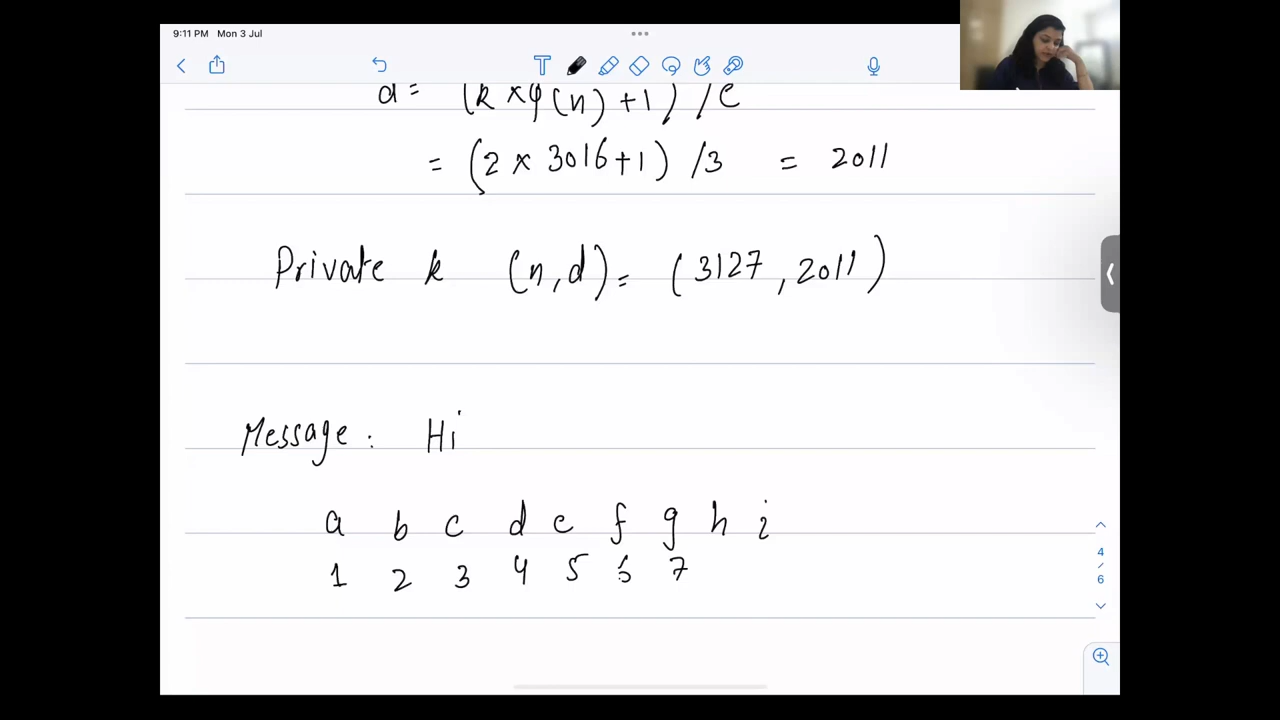 9:11 PM Mon 3 Jul
d = (k × φ(n) + 1) / e
= (2 × 3016 + 1) / 3 = 2011
Private k (n, d) = (3127, 2011)
Message : Hi
a b c d e f g h i
1 2 3 4 5 6 7
4 / 6